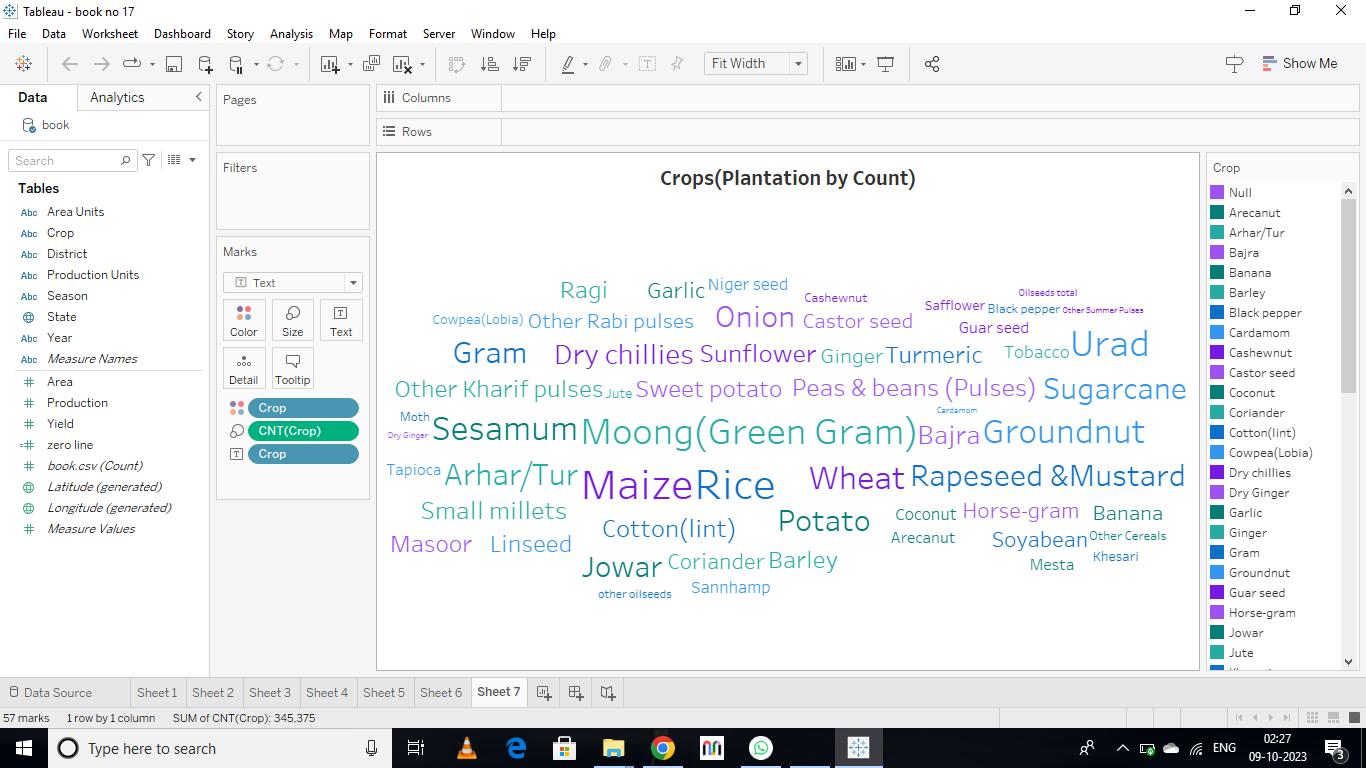 Tableau - book no 17
File Data Worksheet Dashboard Story Analysis Map Format Server Window Help
Fit Width
Show Me
Data Analytics
book
Search
Tables
Abc Area Units
Abc Crop
Abc District
Abc Production Units
Abc Season
State
Abc Year
Abc Measure Names
Area
Production
Yield
zero line
book.csv (Count)
Latitude (generated)
Longitude (generated)
Measure Values
Pages
Filters
Marks
Text
Color Size Text
Detail Tooltip
Crop
CNT(Crop)
Crop
Columns
Rows
Crops(Plantation by Count)
Ragi Garlic Niger seed Cashewnut Oilseeds total
Cowpea(Lobia) Other Rabi pulses Onion Castor seed Safflower Black pepper Other Summer Pulses
Guar seed
Gram Dry chillies Sunflower Ginger Turmeric Tobacco Urad
Other Kharif pulses Jute Sweet potato Peas & beans (Pulses) Sugarcane
Moth Cardamom
Dry Ginger Sesamum Moong(Green Gram) Bajra Groundnut
Tapioca Arhar/Tur Maize Rice Wheat Rapeseed &Mustard
Small millets Cotton(lint) Potato Coconut Horse-gram Banana
Masoor Linseed Arecanut Soyabean Other Cereals
Jowar Coriander Barley Mesta Khesari
other oilseeds Sannhamp
Crop
Null
Arecanut
Arhar/Tur
Bajra
Banana
Barley
Black pepper
Cardamom
Cashewnut
Castor seed
Coconut
Coriander
Cotton(lint)
Cowpea(Lobia)
Dry chillies
Dry Ginger
Garlic
Ginger
Gram
Groundnut
Guar seed
Horse-gram
Jowar
Jute
Data Source Sheet 1 Sheet 2 Sheet 3 Sheet 4 Sheet 5 Sheet 6 Sheet 7
57 marks 1 row by 1 column SUM of CNT(Crop): 345,375
Type here to search
ENG
02:27
09-10-2023
3